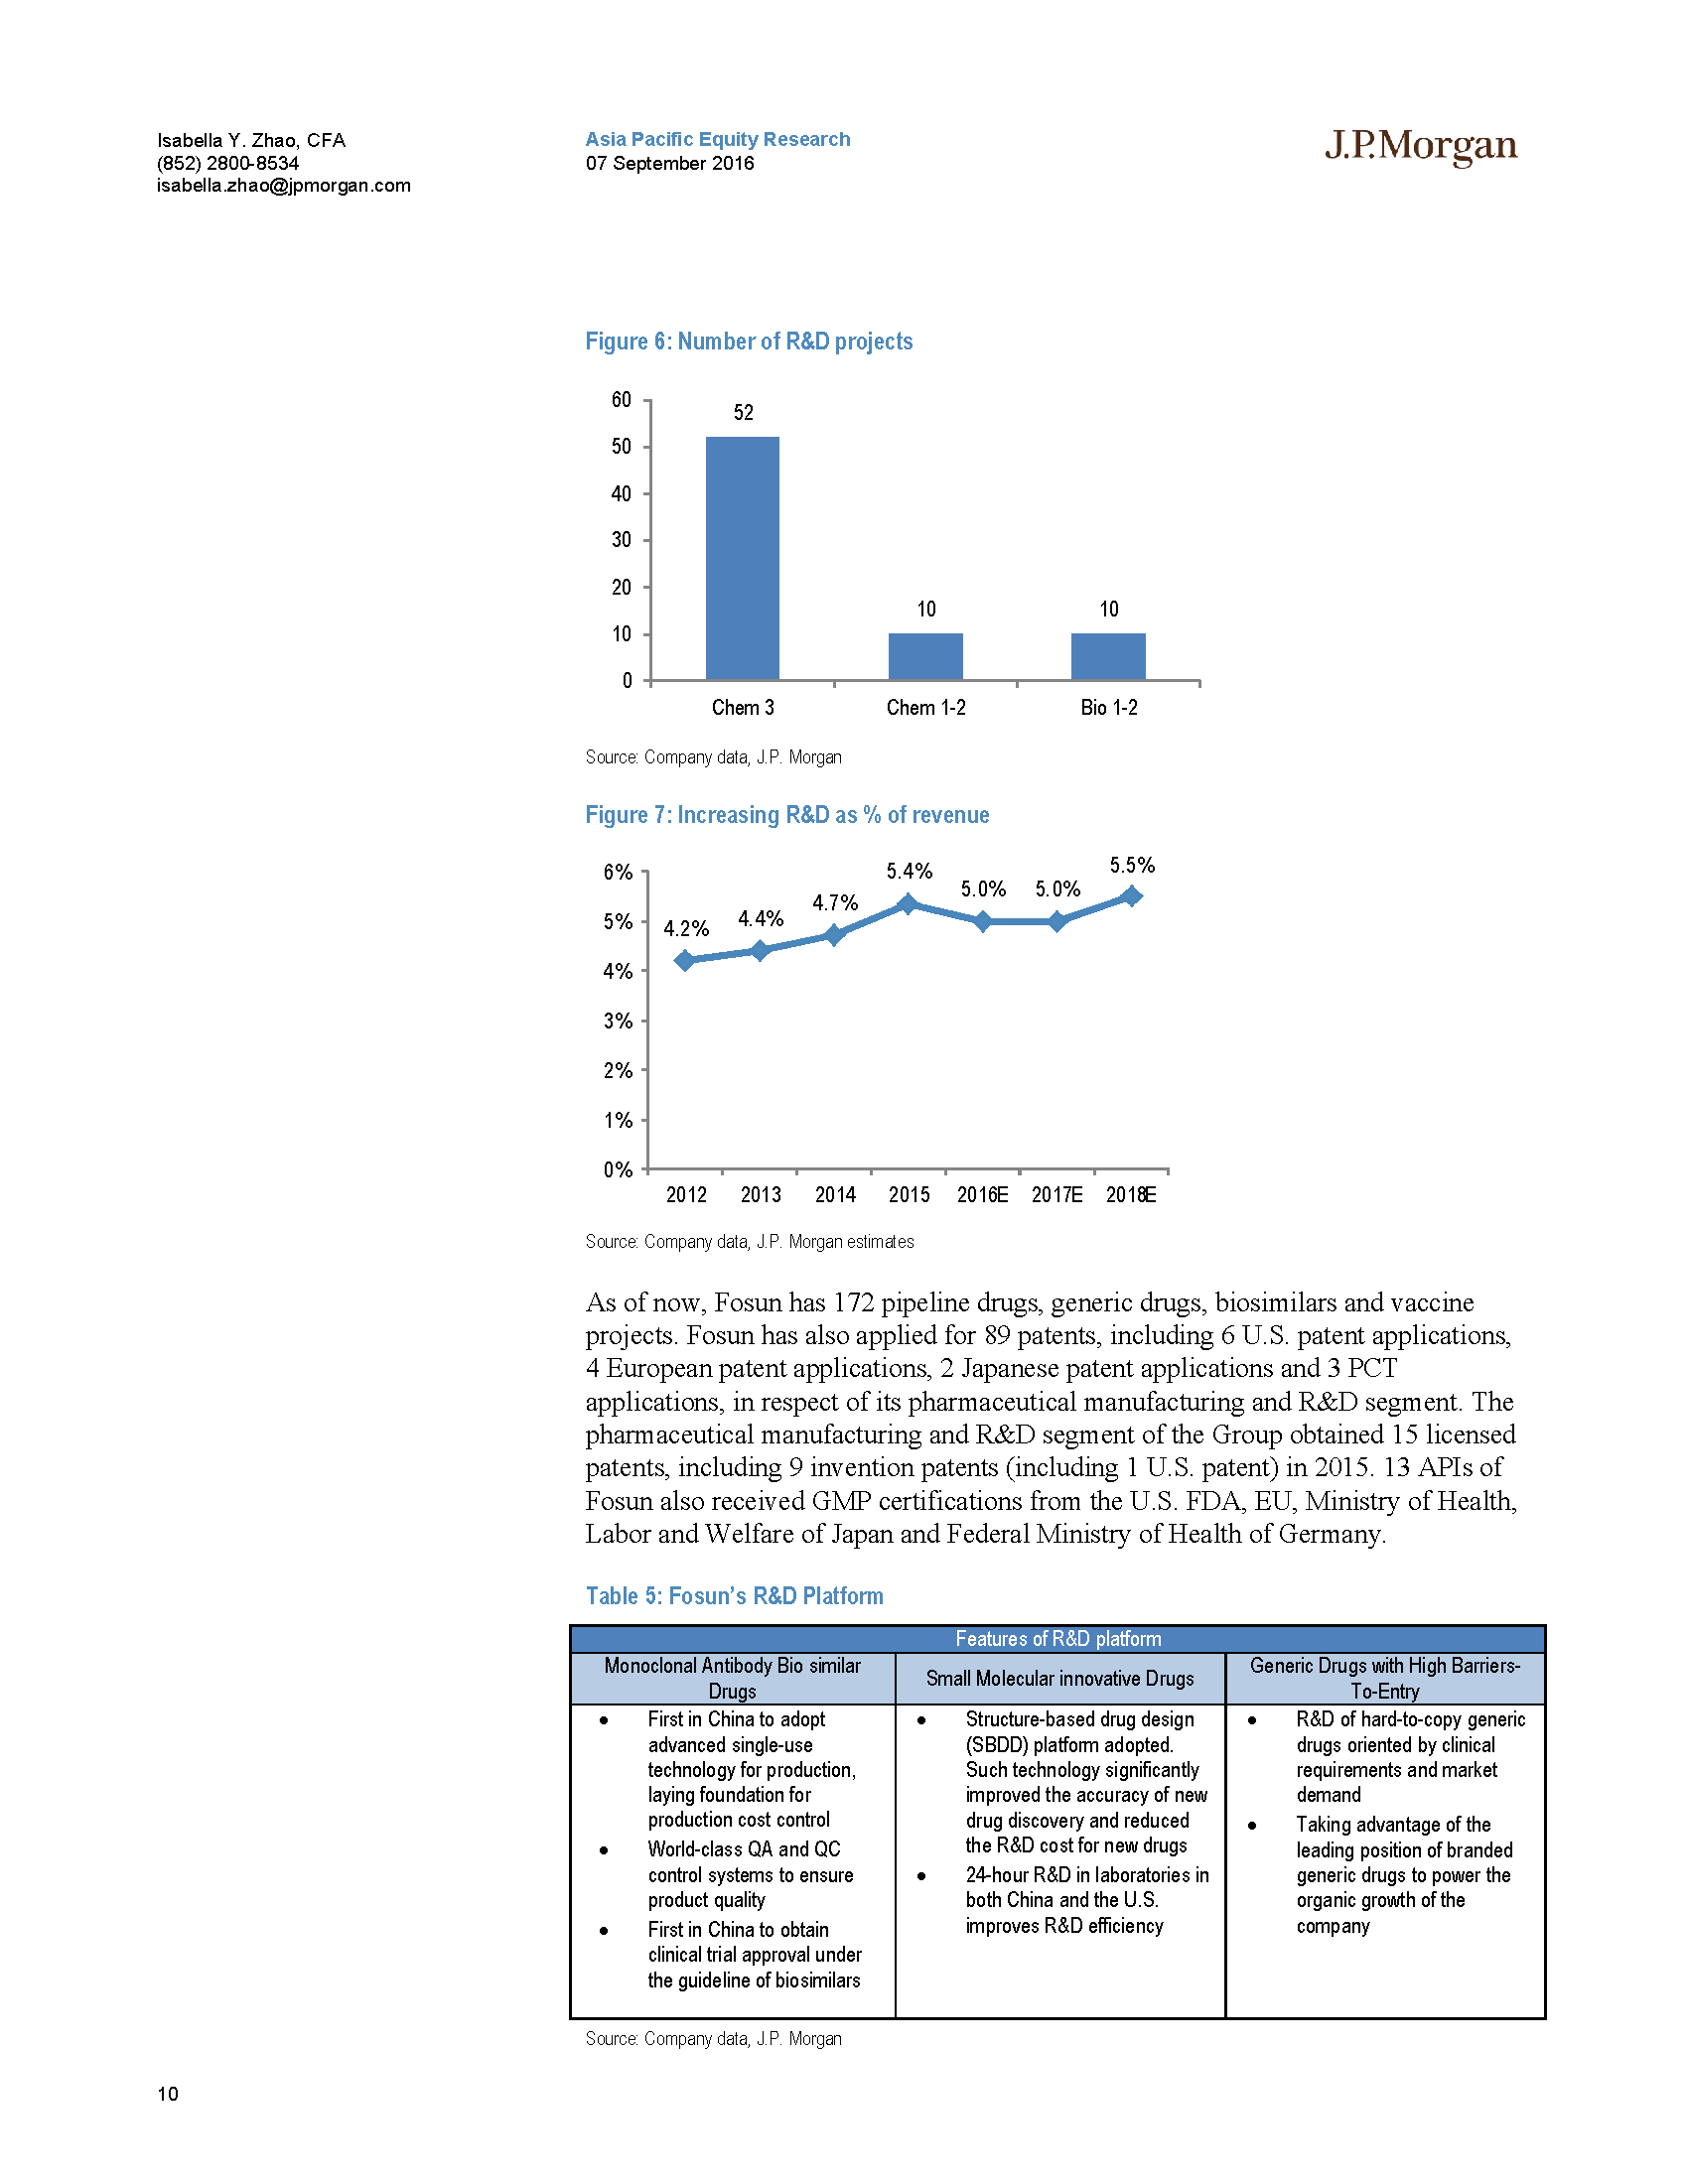 Isabella Y. Zhao, CFA
(852) 2800-8534
isabella.zhao@jpmorgan.com
Asia Pacific Equity Research
07 September 2016
J.P.Morgan
Figure 6: Number of R&D projects
60
50
40
30
20
10
0
52
10
10
Chem 3
Chem 1-2
Bio 1-2
Source: Company data, J.P. Morgan
Figure 7: Increasing R&D as % of revenue
6%
5%
4%
3%
2%
1%
0%
4.2%
4.4%
4.7%
5.4%
5.0%
5.0%
5.5%
2012
2013
2014
2015
2016E
2017E
2018E
Source: Company data, J.P. Morgan estimates
As of now, Fosun has 172 pipeline drugs, generic drugs, biosimilars and vaccine
projects. Fosun has also applied for 89 patents, including 6 U.S. patent applications,
4 European patent applications, 2 Japanese patent applications and 3 PCT
applications, in respect of its pharmaceutical manufacturing and R&D segment. The
pharmaceutical manufacturing and R&D segment of the Group obtained 15 licensed
patents, including 9 invention patents (including 1 U.S. patent) in 2015. 13 APIs of
Fosun also received GMP certifications from the U.S. FDA, EU, Ministry of Health,
Labor and Welfare of Japan and Federal Ministry of Health of Germany.
Table 5: Fosun's R&D Platform
Features of R&D platform
Monoclonal Antibody Bio similar
Drugs
Small Molecular innovative Drugs
Generic Drugs with High Barriers-
To-Entry
• First in China to adopt
advanced single-use
technology for production,
laying foundation for
production cost control
• World-class QA and QC
control systems to ensure
product quality
• First in China to obtain
clinical trial approval under
the guideline of biosimilars
• Structure-based drug design
(SBDD) platform adopted.
Such technology significantly
improved the accuracy of new
drug discovery and reduced
the R&D cost for new drugs
• 24-hour R&D in laboratories in
both China and the U.S.
improves R&D efficiency
• R&D of hard-to-copy generic
drugs oriented by clinical
requirements and market
demand
• Taking advantage of the
leading position of branded
generic drugs to power the
organic growth of the
company
Source: Company data, J.P. Morgan
10